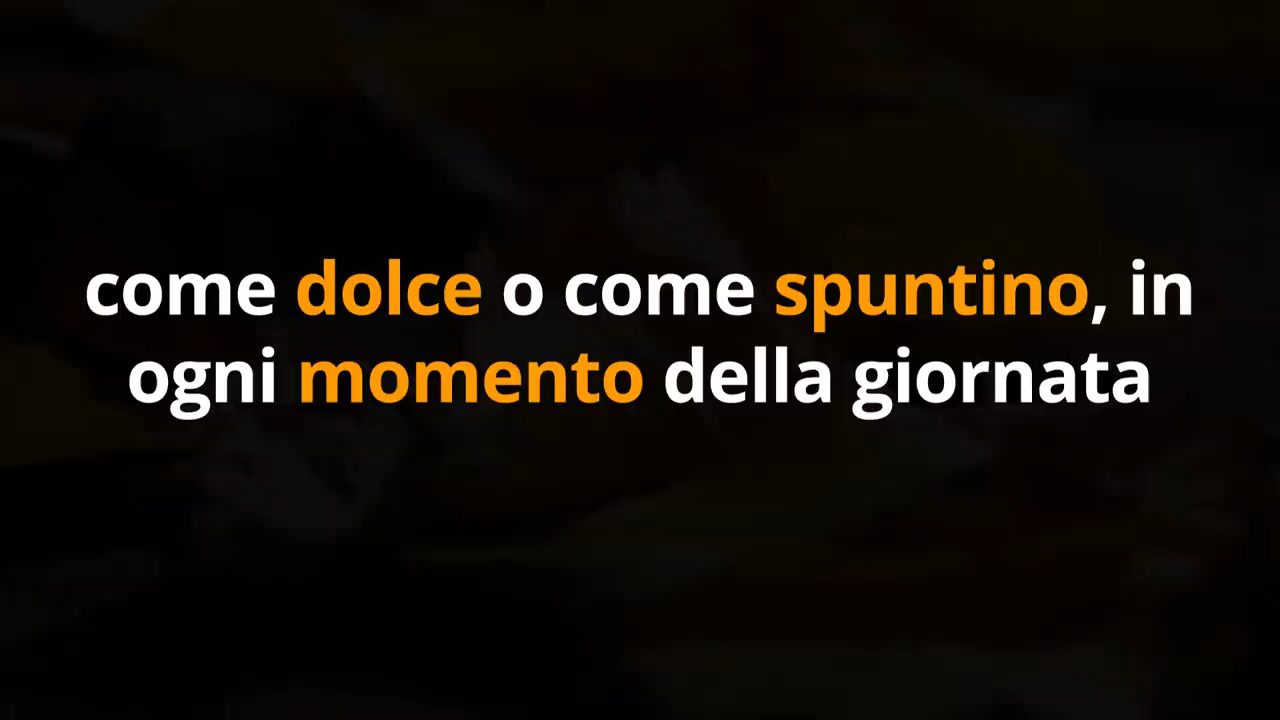 come dolce o come spuntino, in
ogni momento della giornata